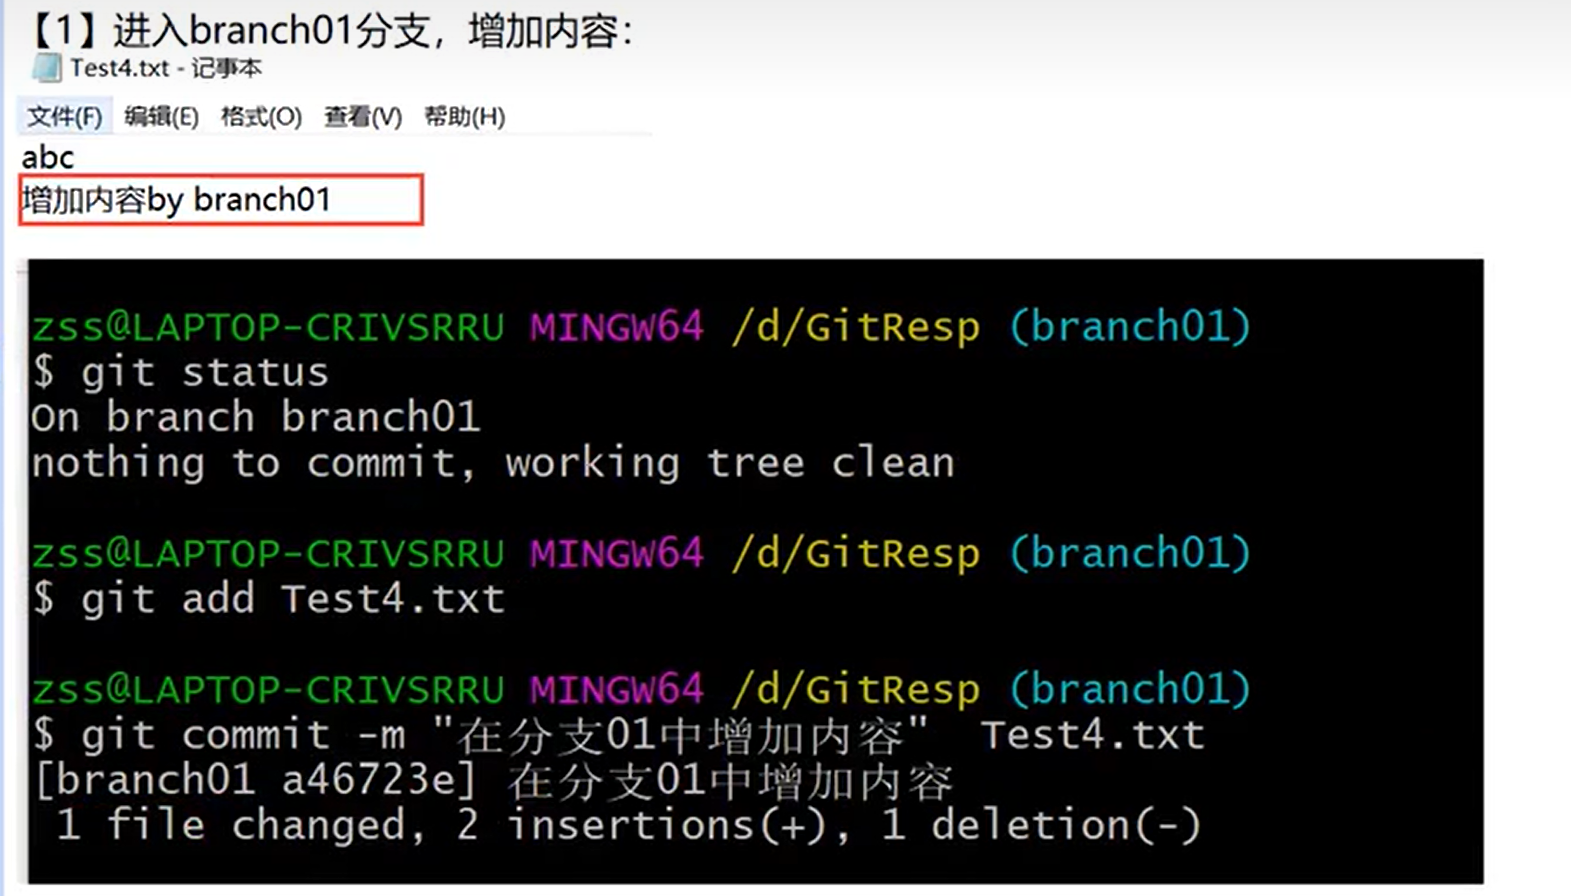 【1】进入branch01分支，增加内容：
Test4.txt - 记事本
文件(F) 编辑(E) 格式(O) 查看(V) 帮助(H)
abc
增加内容by branch01
zss@LAPTOP-CRIVSRRU MINGW64 /d/GitResp (branch01)
$ git status
On branch branch01
nothing to commit, working tree clean
zss@LAPTOP-CRIVSRRU MINGW64 /d/GitResp (branch01)
$ git add Test4.txt
zss@LAPTOP-CRIVSRRU MINGW64 /d/GitResp (branch01)
$ git commit -m "在分支01中增加内容"  Test4.txt
[branch01 a46723e] 在分支01中增加内容
 1 file changed, 2 insertions(+), 1 deletion(-)